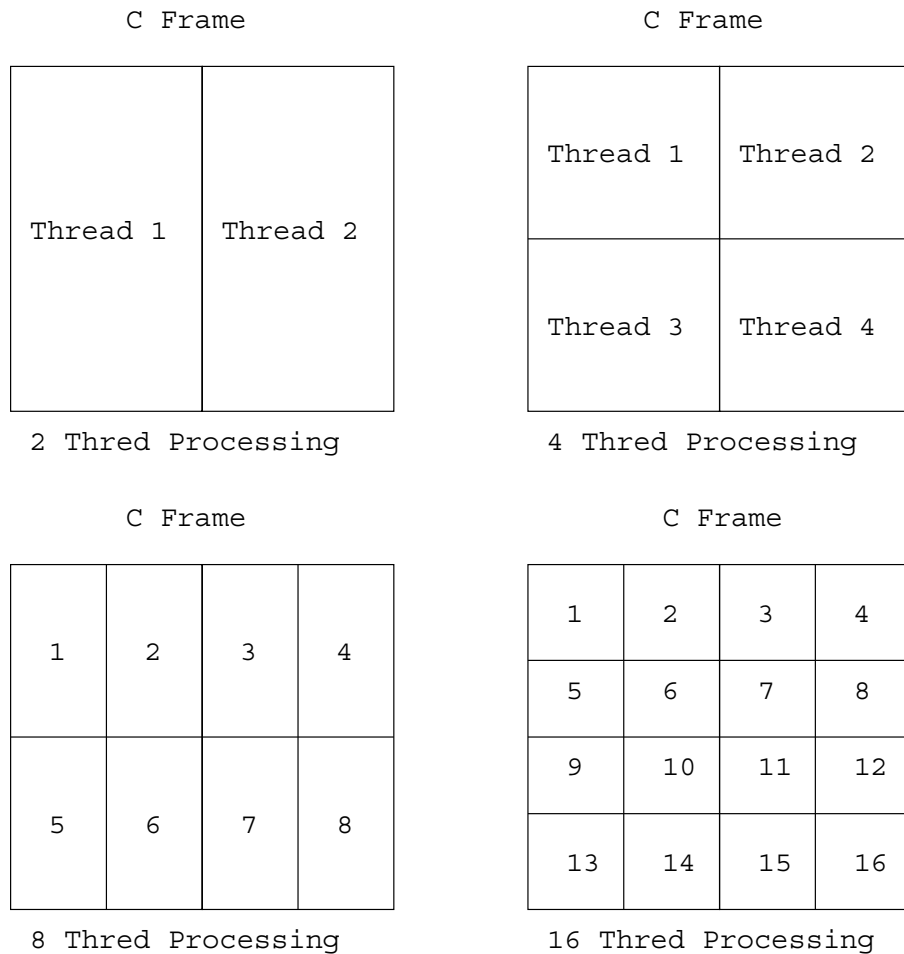 C Frame
C Frame
Thread 1
Thread 2
Thread 1
Thread 2
Thread 3
Thread 4
2 Thred Processing
4 Thred Processing
C Frame
C Frame
1 2 3 4
5 6 7 8
1 2 3 4
5 6 7 8
9 10 11 12
13 14 15 16
8 Thred Processing
16 Thred Processing